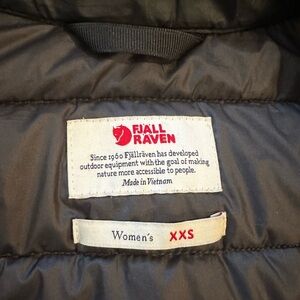 FJÄLL
RÄVEN
Since 1960 Fjällräven has developed
outdoor equipment with the goal of making
nature more accessible to people.
Made in Vietnam
Women's XXS